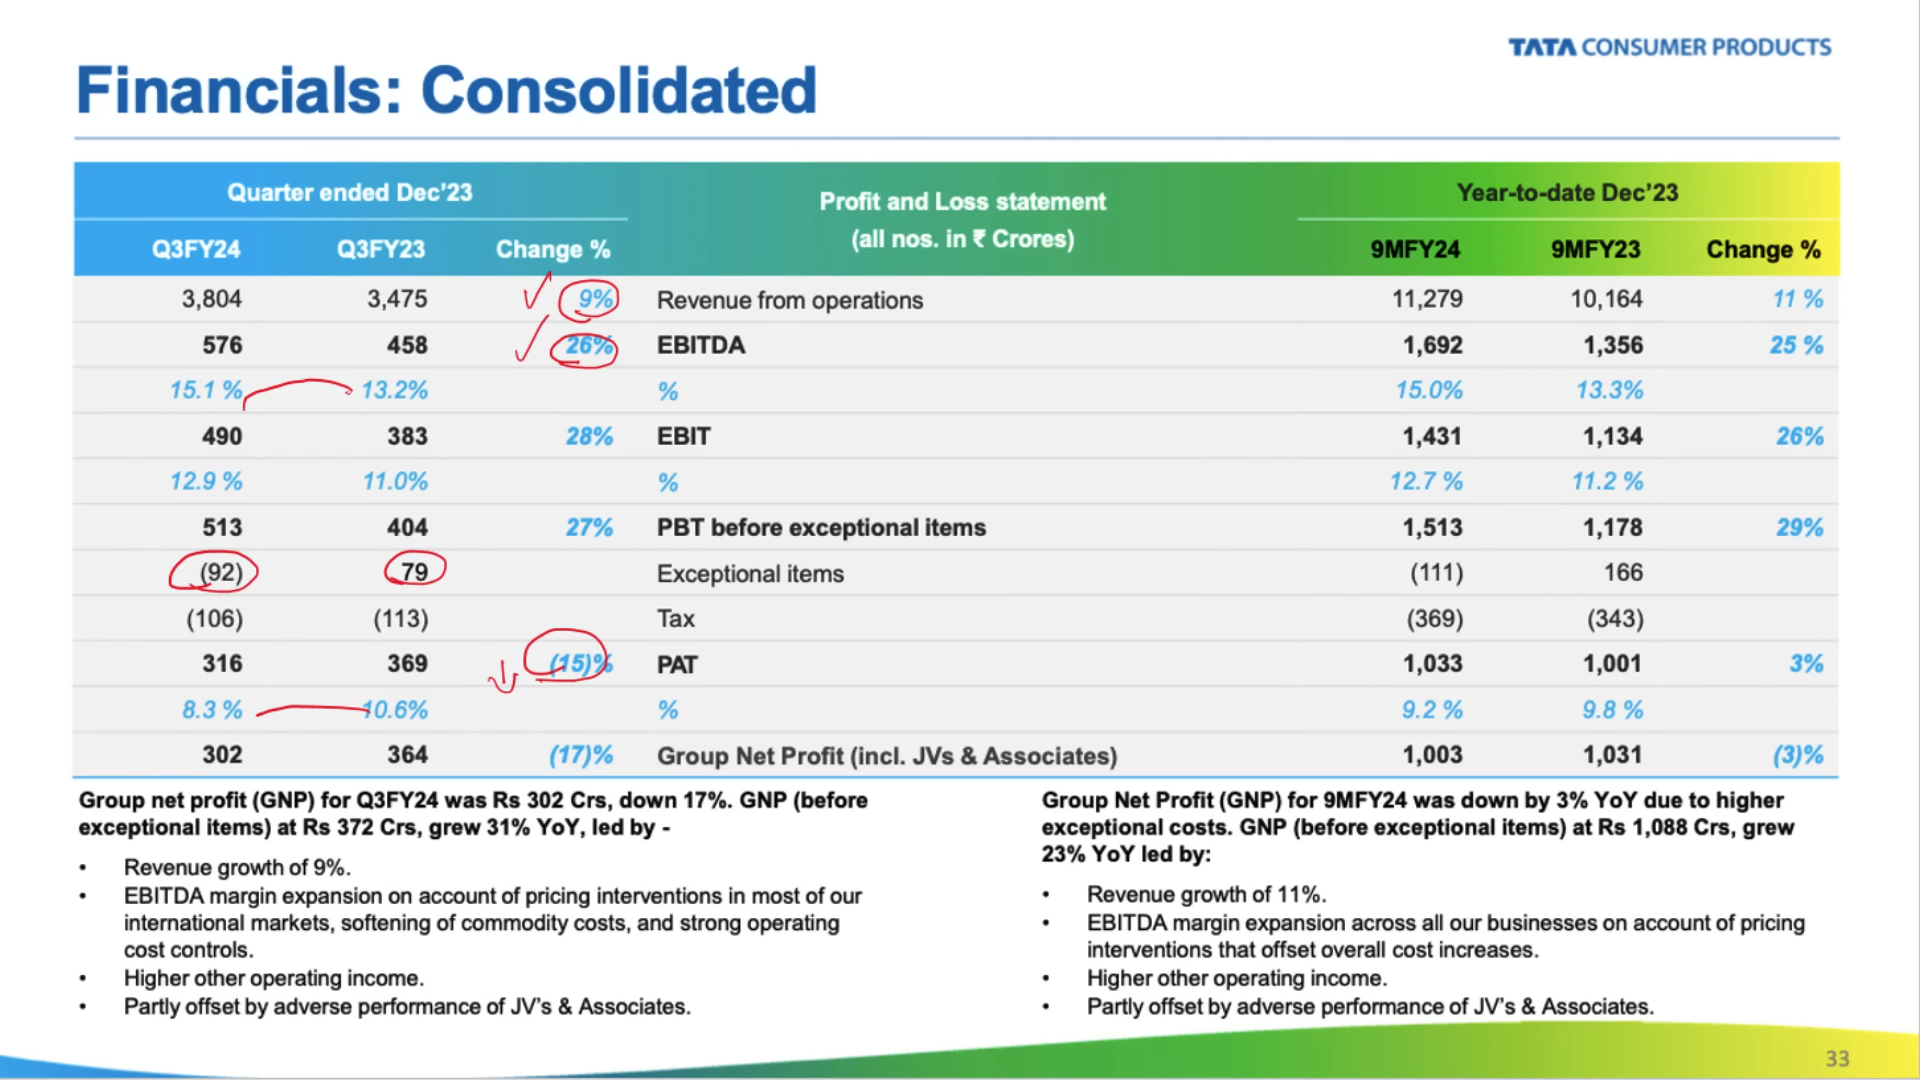 TATA CONSUMER PRODUCTS
Financials: Consolidated
Quarter ended Dec’23
Profit and Loss statement
(all nos. in ₹ Crores)
Year-to-date Dec’23
Q3FY24 Q3FY23 Change % 9MFY24 9MFY23 Change %
3,804 3,475 9% Revenue from operations 11,279 10,164 11 %
576 458 26% EBITDA 1,692 1,356 25 %
15.1 % 13.2% % 15.0% 13.3%
490 383 28% EBIT 1,431 1,134 26%
12.9 % 11.0% % 12.7 % 11.2 %
513 404 27% PBT before exceptional items 1,513 1,178 29%
(92) 79 Exceptional items (111) 166
(106) (113) Tax (369) (343)
316 369 (15)% PAT 1,033 1,001 3%
8.3 % 10.6% % 9.2 % 9.8 %
302 364 (17)% Group Net Profit (incl. JVs & Associates) 1,003 1,031 (3)%
Group net profit (GNP) for Q3FY24 was Rs 302 Crs, down 17%. GNP (before
exceptional items) at Rs 372 Crs, grew 31% YoY, led by -
• Revenue growth of 9%.
• EBITDA margin expansion on account of pricing interventions in most of our
international markets, softening of commodity costs, and strong operating
cost controls.
• Higher other operating income.
• Partly offset by adverse performance of JV’s & Associates.
Group Net Profit (GNP) for 9MFY24 was down by 3% YoY due to higher
exceptional costs. GNP (before exceptional items) at Rs 1,088 Crs, grew
23% YoY led by:
• Revenue growth of 11%.
• EBITDA margin expansion across all our businesses on account of pricing
interventions that offset overall cost increases.
• Higher other operating income.
• Partly offset by adverse performance of JV’s & Associates.
33